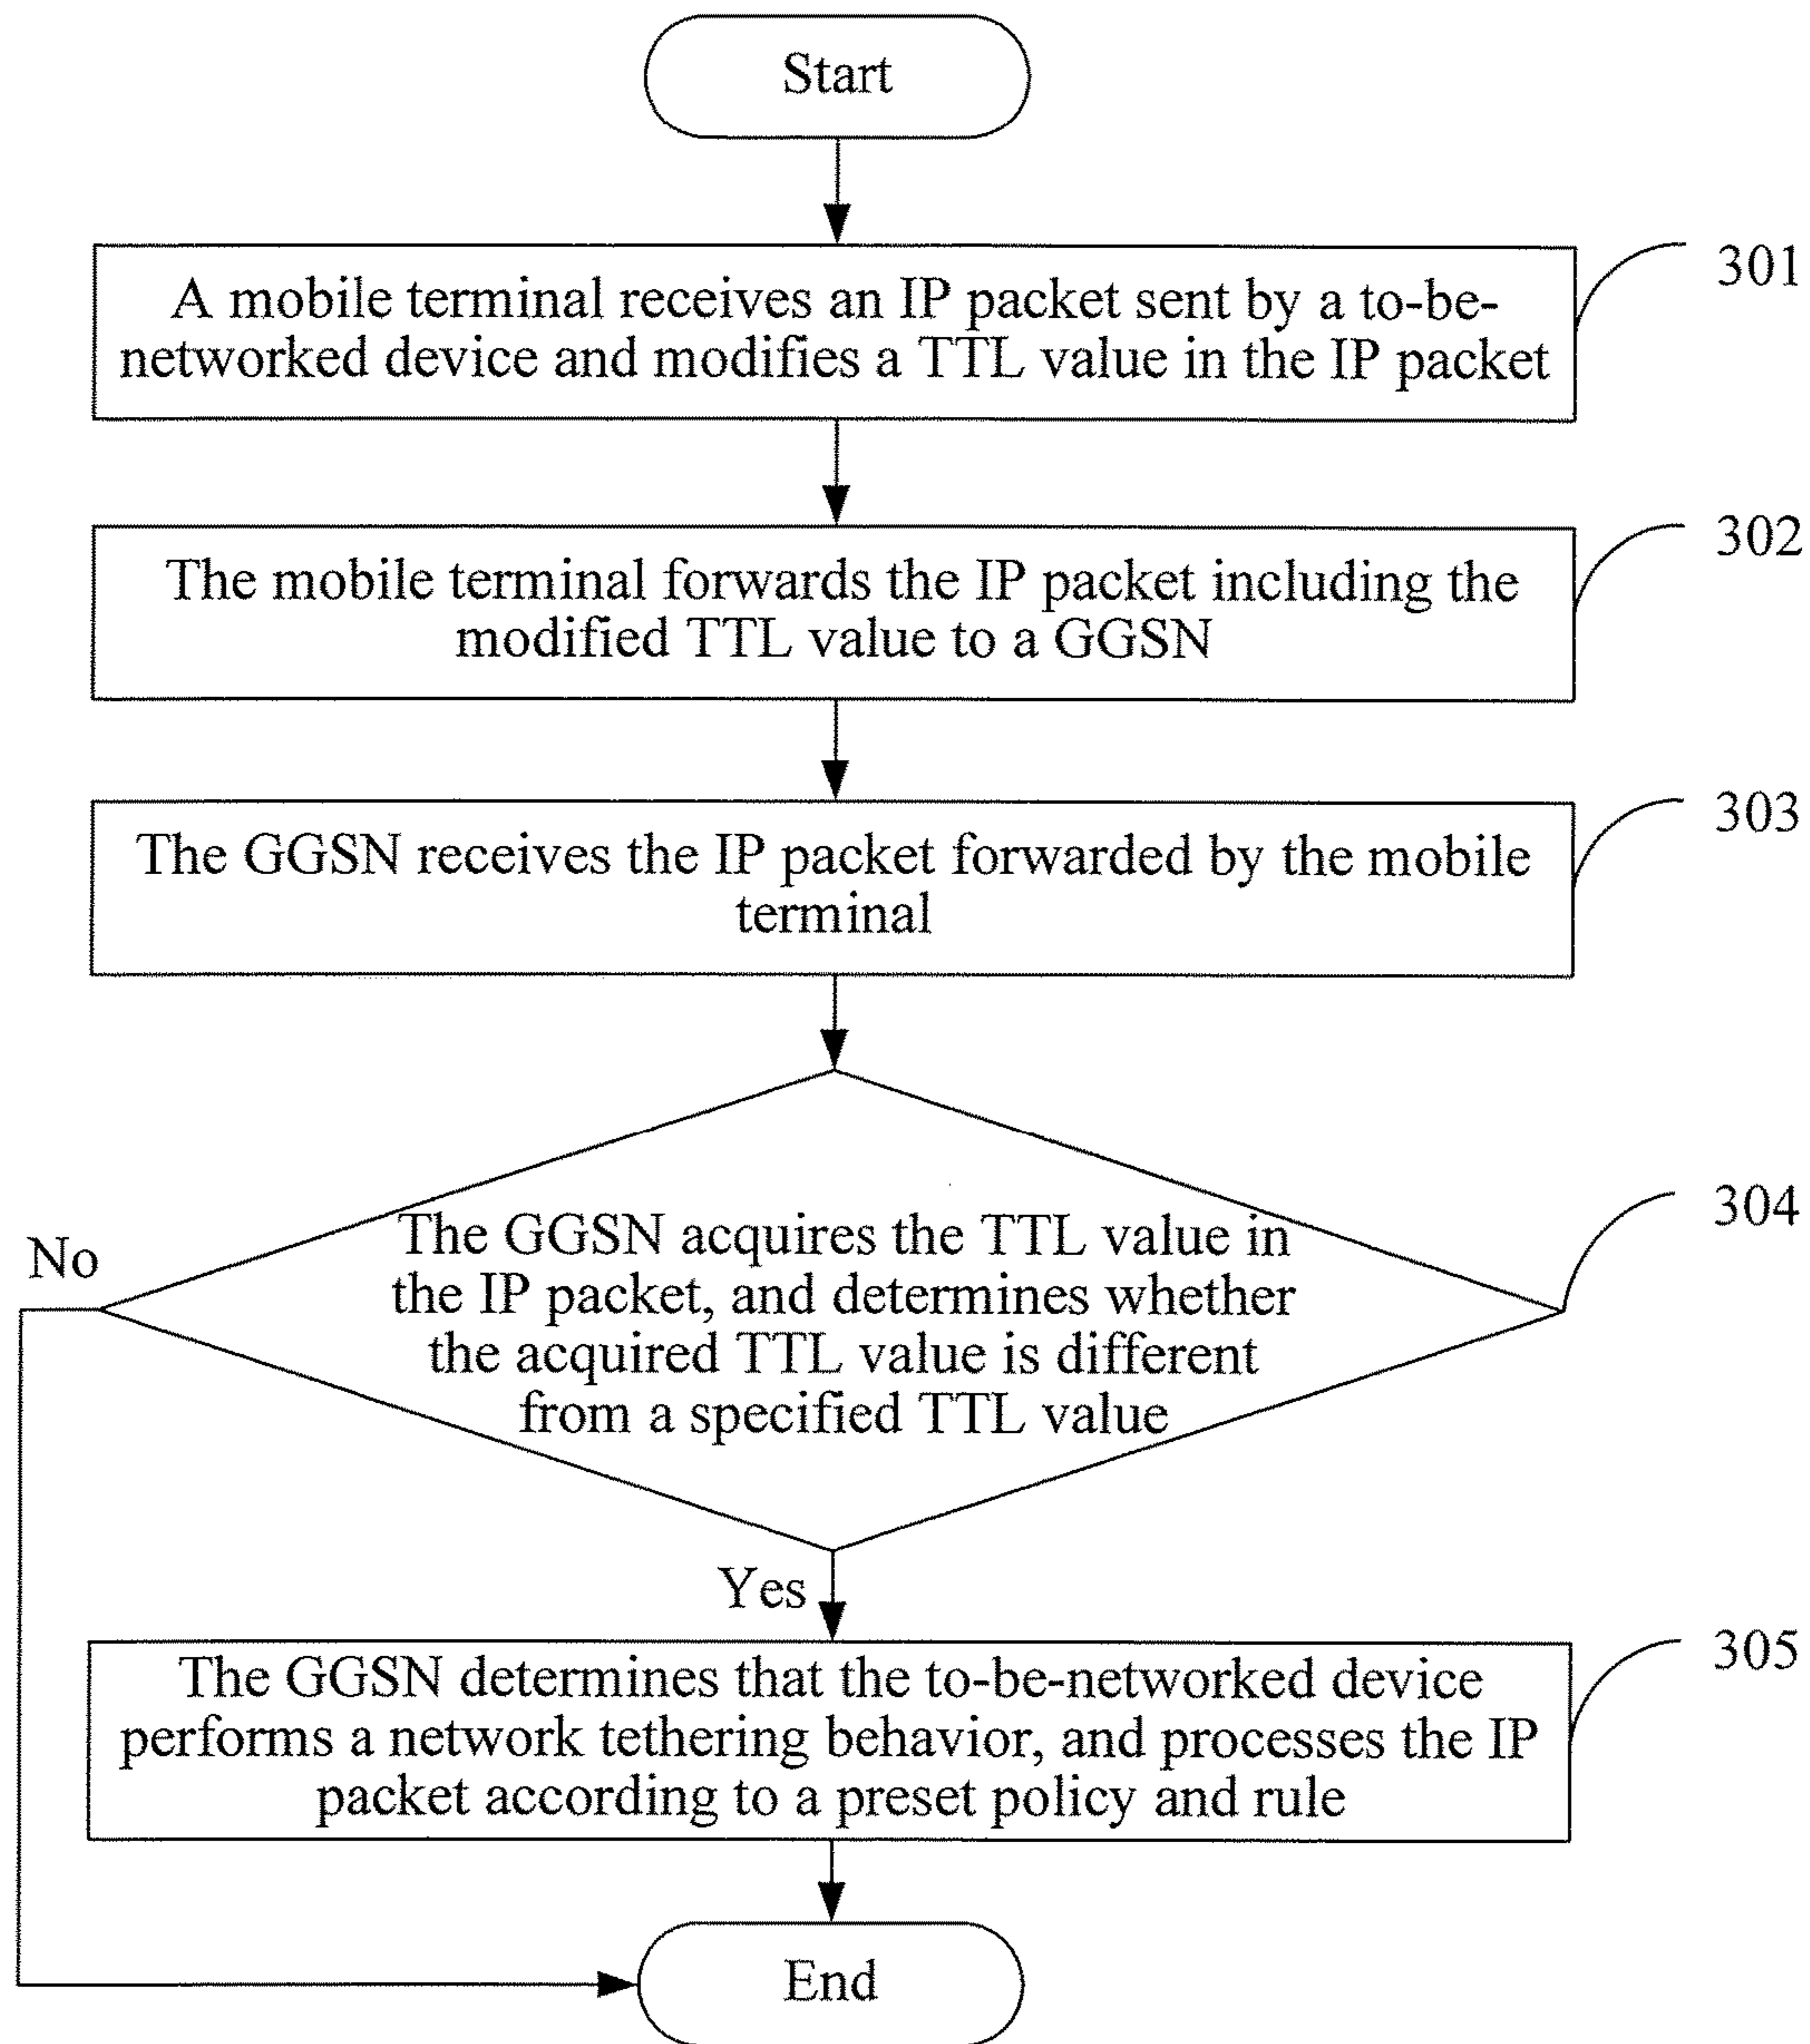 Start
A mobile terminal receives an IP packet sent by a to-be-
networked device and modifies a TTL value in the IP packet
301
The mobile terminal forwards the IP packet including the
modified TTL value to a GGSN
302
The GGSN receives the IP packet forwarded by the mobile
terminal
303
The GGSN acquires the TTL value in
the IP packet, and determines whether
the acquired TTL value is different
from a specified TTL value
304
No
Yes
The GGSN determines that the to-be-networked device
performs a network tethering behavior, and processes the IP
packet according to a preset policy and rule
305
End